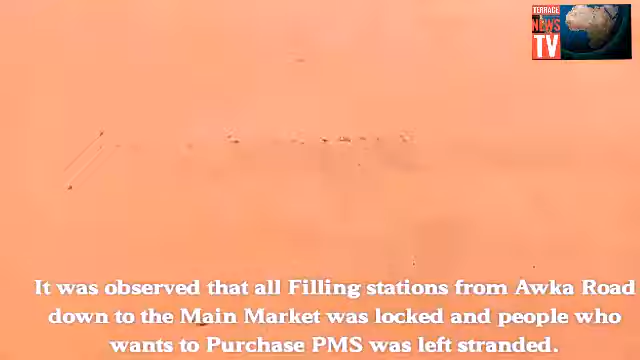 TERRACE
NEWS
TV
It was observed that all Filling stations from Awka Road
down to the Main Market was locked and people who
wants to Purchase PMS was left stranded.